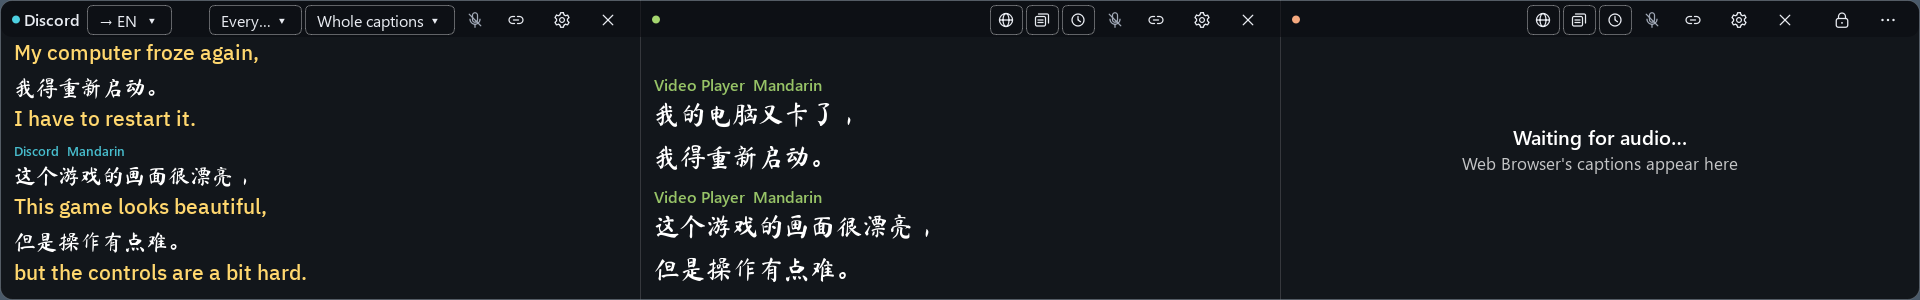 Discord → EN Every... Whole captions
My computer froze again,
我得重新启动。
I have to restart it.
Discord Mandarin
这个游戏的画面很漂亮，
This game looks beautiful,
但是操作有点难。
but the controls are a bit hard.
Video Player Mandarin
我的电脑又卡了，
我得重新启动。
Video Player Mandarin
这个游戏的画面很漂亮，
但是操作有点难。
Waiting for audio...
Web Browser's captions appear here